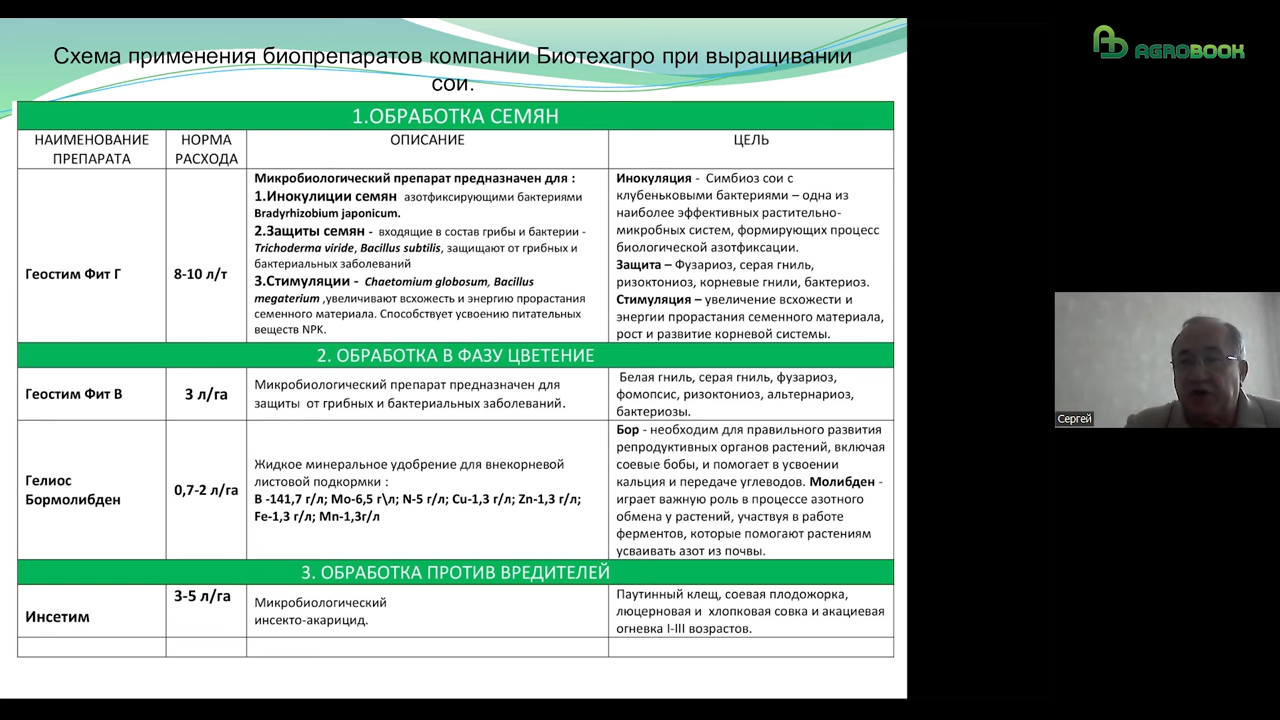 Схема применения биопрепаратов компании Биотехагро при выращивании
сои.
AGROBOOK
1.ОБРАБОТКА СЕМЯН
НАИМЕНОВАНИЕ
ПРЕПАРАТА
НОРМА
РАСХОДА
ОПИСАНИЕ
ЦЕЛЬ
Геостим Фит Г
8-10 л/т
Микробиологический препарат предназначен для :
1.Инокулиции семян азотфиксирующими бактериями
Bradyrhizobium japonicum.
2.Защиты семян - входящие в состав грибы и бактерии -
Trichoderma viride, Bacillus subtilis, защищают от грибных и
бактериальных заболеваний
3.Стимуляции - Chaetomium globosum, Bacillus
megaterium ,увеличивают всхожесть и энергию прорастания
семенного материала. Способствует усвоению питательных
веществ NPK.
Инокуляция - Симбиоз сои с
клубеньковыми бактериями – одна из
наиболее эффективных растительно-
микробных систем, формирующих процесс
биологической азотфиксации.
Защита – Фузариоз, серая гниль,
ризоктониоз, корневые гнили, бактериоз.
Стимуляция – увеличение всхожести и
энергии прорастания семенного материала,
рост и развитие корневой системы.
2. ОБРАБОТКА В ФАЗУ ЦВЕТЕНИЕ
Геостим Фит В
3 л/га
Микробиологический препарат предназначен для
защиты от грибных и бактериальных заболеваний.
Белая гниль, серая гниль, фузариоз,
фомопсис, ризоктониоз, альтернариоз,
бактериозы.
Гелиос
Бормолибден
0,7-2 л/га
Жидкое минеральное удобрение для внекорневой
листовой подкормки :
В -141,7 г/л; Мо-6,5 г\л; N-5 г/л; Cu-1,3 г/л; Zn-1,3 г/л;
Fe-1,3 г/л; Mn-1,3г/л
Бор - необходим для правильного развития
репродуктивных органов растений, включая
соевые бобы, и помогает в усвоении
кальция и передаче углеводов. Молибден -
играет важную роль в процессе азотного
обмена у растений, участвуя в работе
ферментов, которые помогают растениям
усваивать азот из почвы.
3. ОБРАБОТКА ПРОТИВ ВРЕДИТЕЛЕЙ
Инсетим
3-5 л/га
Микробиологический
инсекто-акарицид.
Паутинный клещ, соевая плодожорка,
люцерновая и хлопковая совка и акациевая
огневка I-III возрастов.
Сергей